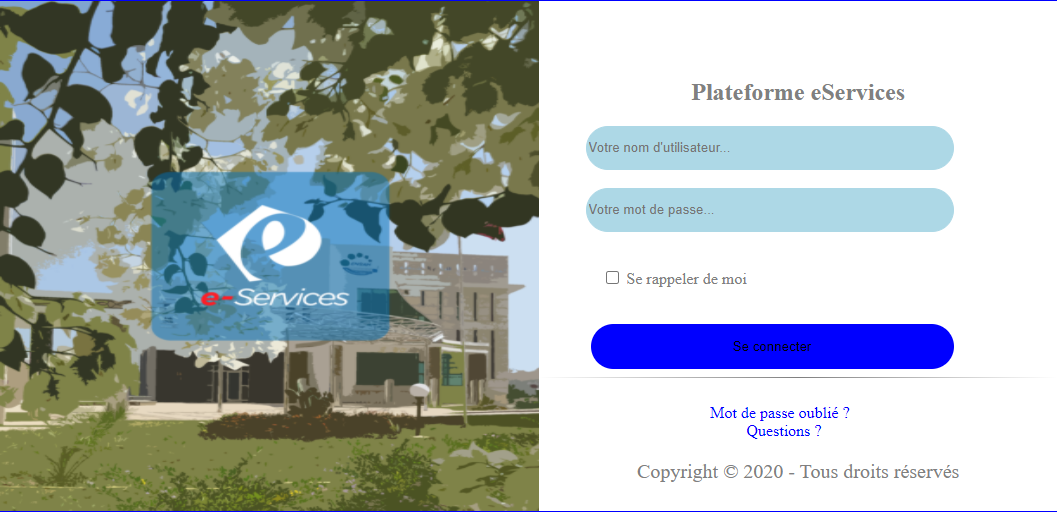 Plateforme eServices
Votre nom d'utilisateur...
Votre mot de passe...
e-Services
Se rappeler de moi
Se connecter
Mot de passe oublié ?
Questions ?
Copyright © 2020 - Tous droits réservés